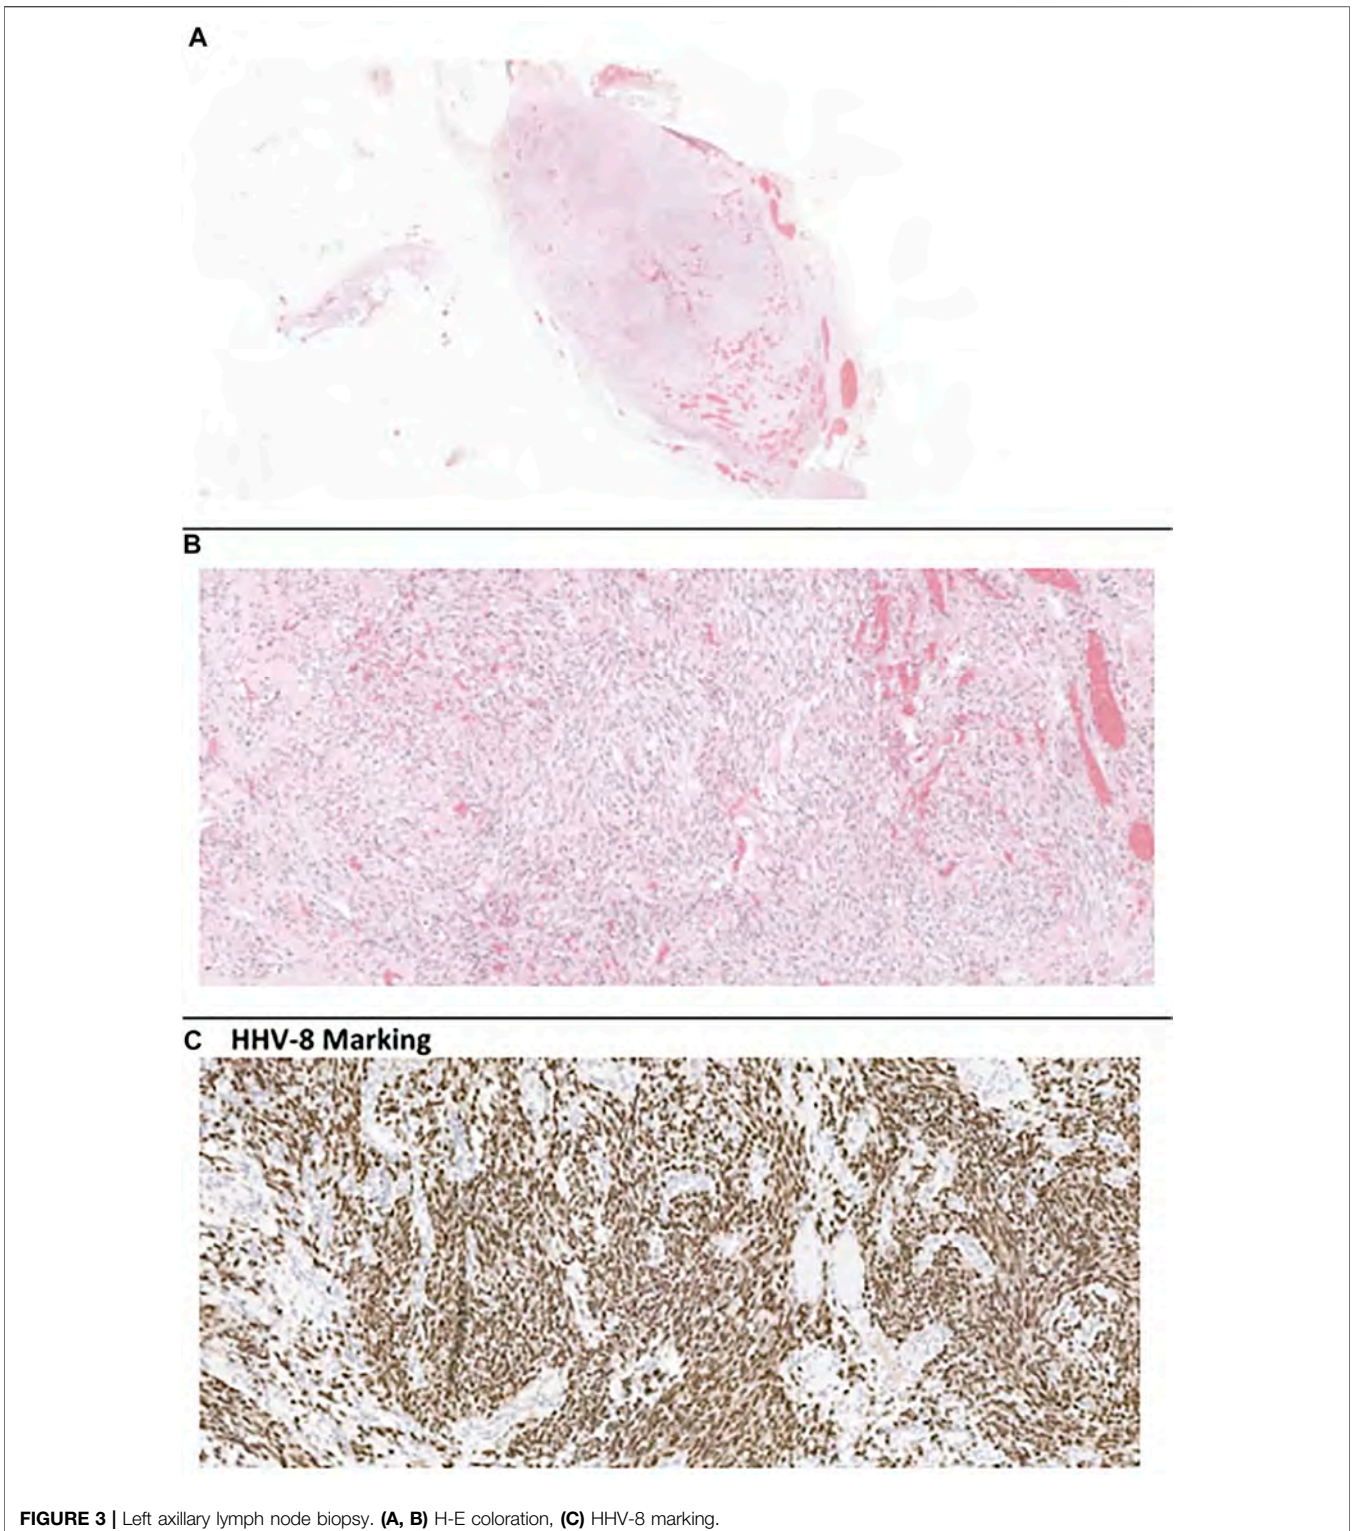 A
B
C HHV-8 Marking
FIGURE 3 | Left axillary lymph node biopsy. (A, B) H-E coloration, (C) HHV-8 marking.